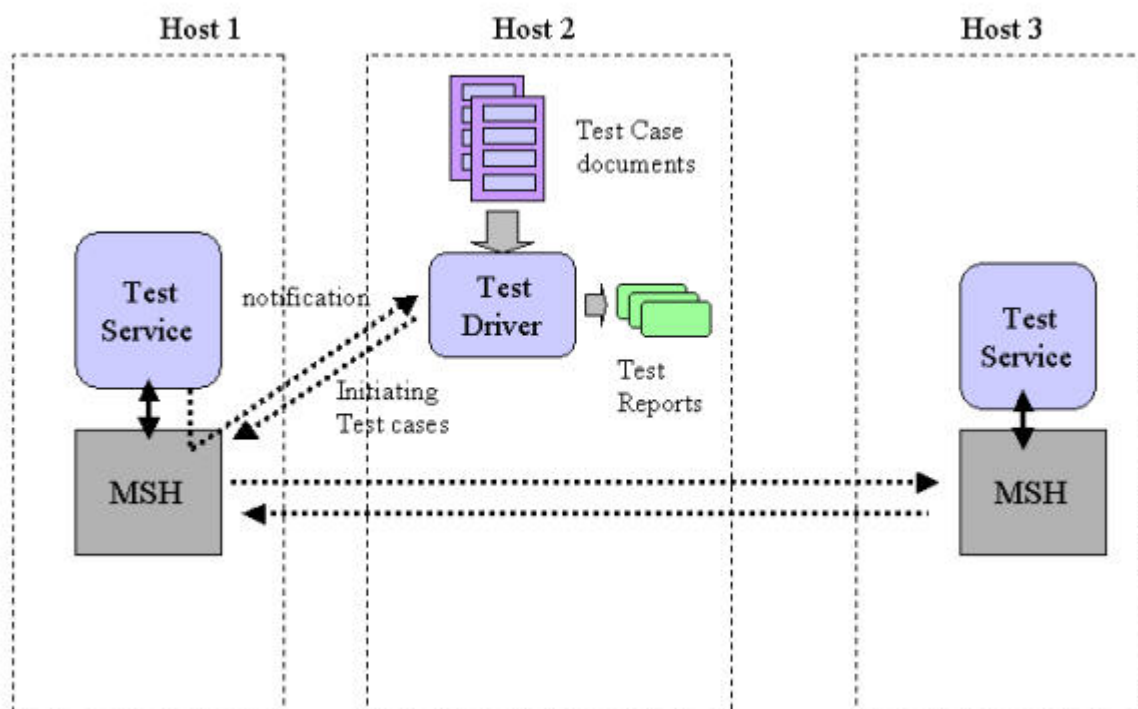 Host 1
Host 2
Host 3
Test Case
documents
Test
Service
notification
Test
Driver
Test
Reports
Initiating
Test cases
MSH
Test
Service
MSH